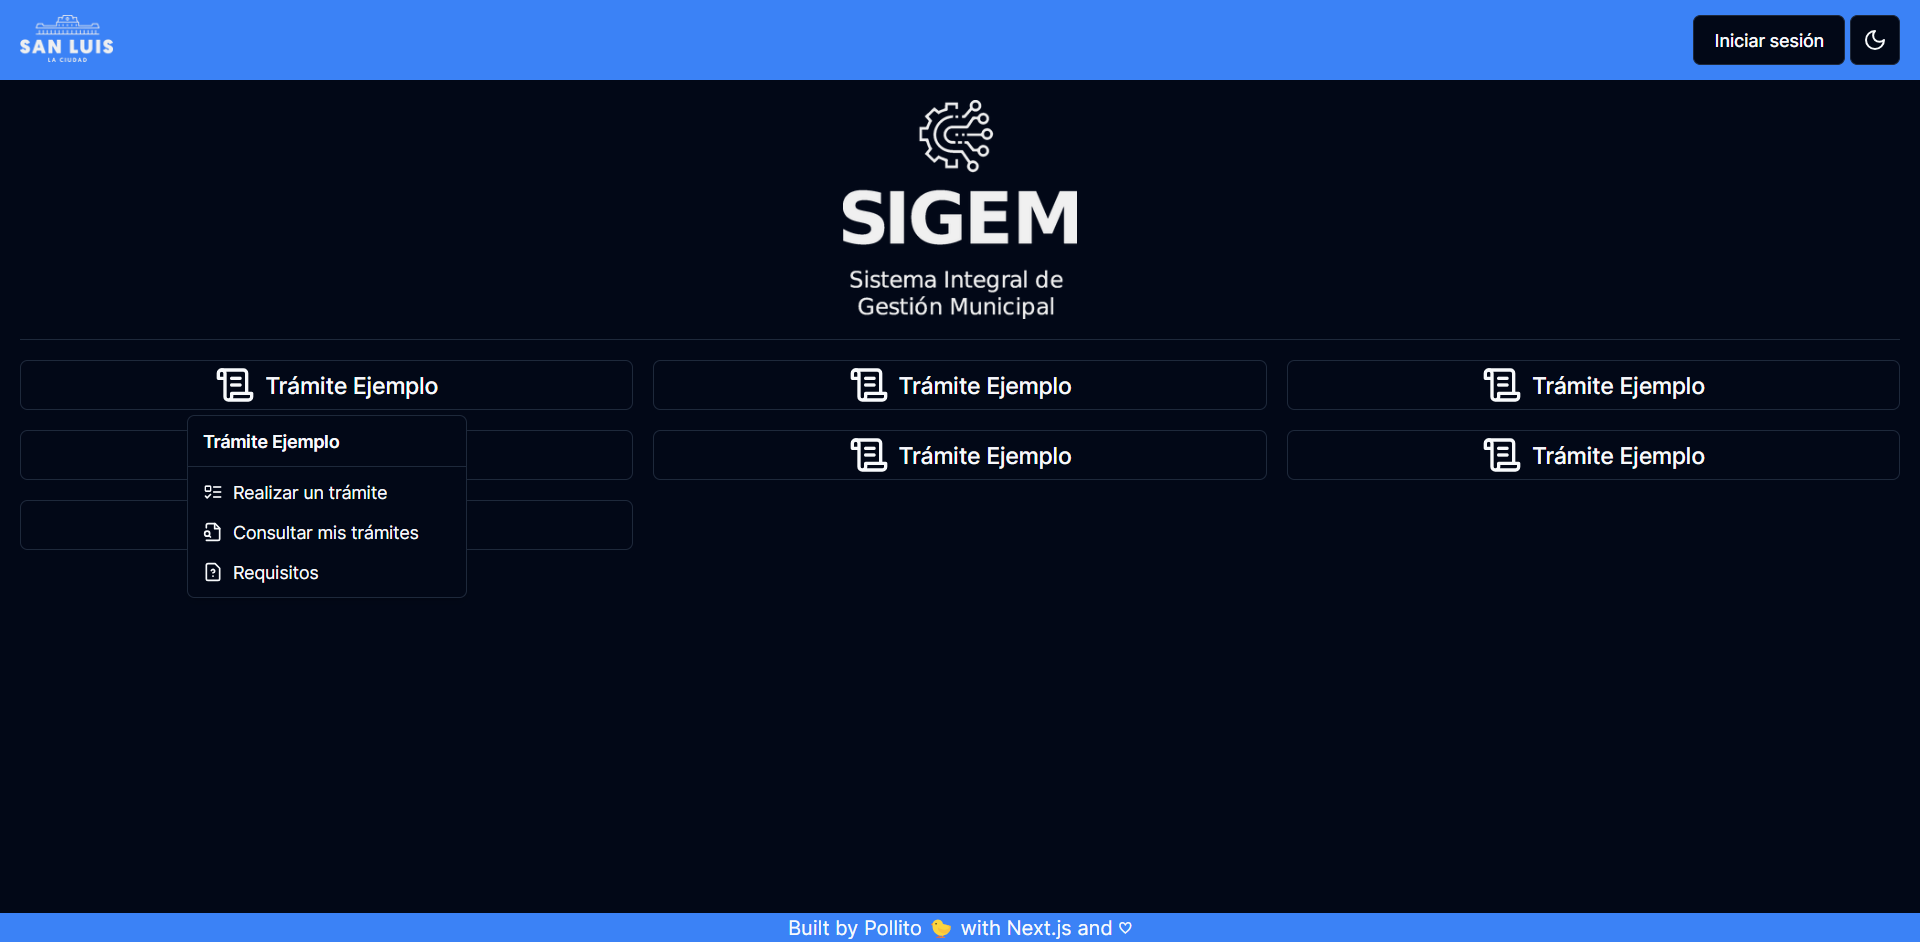 SAN LUIS
LA CIUDAD
Iniciar sesión
SIGEM
Sistema Integral de
Gestión Municipal
Trámite Ejemplo
Trámite Ejemplo
Trámite Ejemplo
Trámite Ejemplo
Realizar un trámite
Consultar mis trámites
Requisitos
Trámite Ejemplo
Trámite Ejemplo
Built by Pollito 🐤 with Next.js and ♡